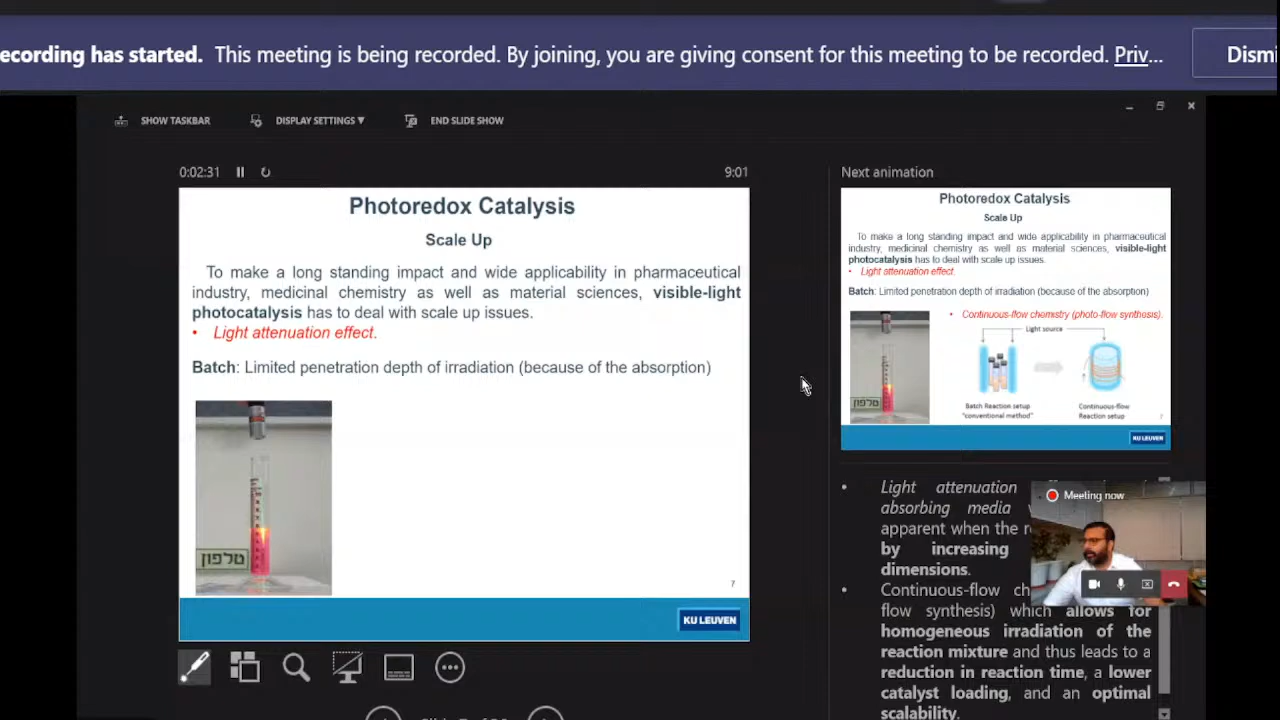 ecording has started. This meeting is being recorded. By joining, you are giving consent for this meeting to be recorded. Priv...
Dismi
SHOW TASKBAR
DISPLAY SETTINGS ▼
END SLIDE SHOW
0:02:31
9:01
Photoredox Catalysis
Scale Up
To make a long standing impact and wide applicability in pharmaceutical
industry, medicinal chemistry as well as material sciences, visible-light
photocatalysis has to deal with scale up issues.
• Light attenuation effect.
Batch: Limited penetration depth of irradiation (because of the absorption)
טלפון
7
KU LEUVEN
Next animation
Photoredox Catalysis
Scale Up
To make a long standing impact and wide applicability in pharmaceutical
industry, medicinal chemistry as well as material sciences, visible-light
photocatalysis has to deal with scale up issues.
• Light attenuation effect.
Batch: Limited penetration depth of irradiation (because of the absorption)
• Continuous-flow chemistry (photo-flow synthesis).
Light source
טלפון
Batch Reaction setup
"conventional method"
Continuous-flow
Reaction setup
7
KU LEUVEN
• Light attenuation
absorbing media
apparent when the
by increasing
dimensions.
• Continuous-flow
flow synthesis) which allows for
homogeneous irradiation of the
reaction mixture and thus leads to a
reduction in reaction time, a lower
catalyst loading, and an optimal
scalability.
Meeting now